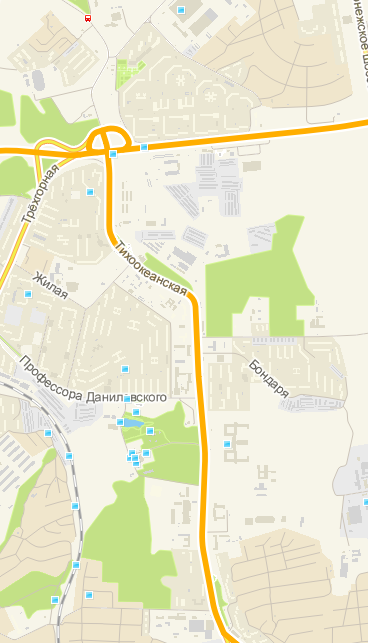 Трёхгорная
Тихоокеанская
Жилая
Профессора Даниловского
Бондаря